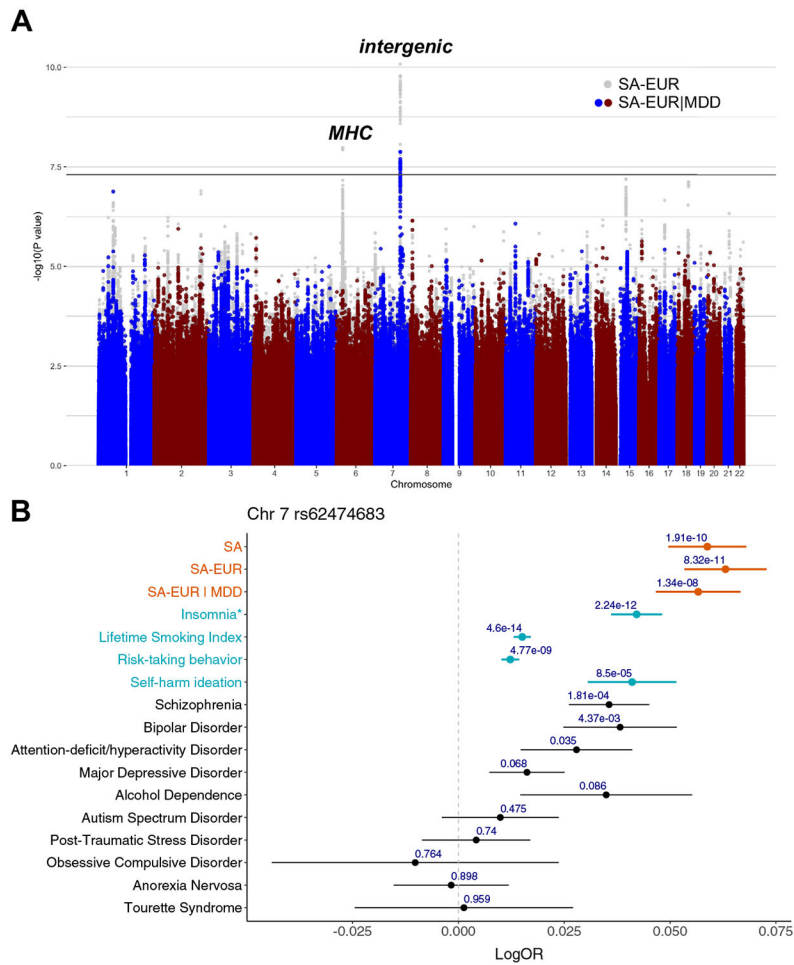 A
intergenic
MHC
SA-EUR
SA-EUR|MDD
10.0
7.5
5.0
2.5
0.0
-log10(P value)
1 2 3 4 5 6 7 8 9 10 11 12 13 14 15 16 17 18 19 20 21 22
Chromosome
B
Chr 7 rs62474683
SA 1.91e-10
SA-EUR 8.32e-11
SA-EUR | MDD 1.34e-08
Insomnia* 2.24e-12
Lifetime Smoking Index 4.6e-14
Risk-taking behavior 4.77e-09
Self-harm ideation 8.5e-05
Schizophrenia 1.81e-04
Bipolar Disorder 4.37e-03
Attention-deficit/hyperactivity Disorder 0.035
Major Depressive Disorder 0.068
Alcohol Dependence 0.086
Autism Spectrum Disorder 0.475
Post-Traumatic Stress Disorder 0.74
Obsessive Compulsive Disorder 0.764
Anorexia Nervosa 0.898
Tourette Syndrome 0.959
-0.025 0.000 0.025 0.050 0.075
LogOR